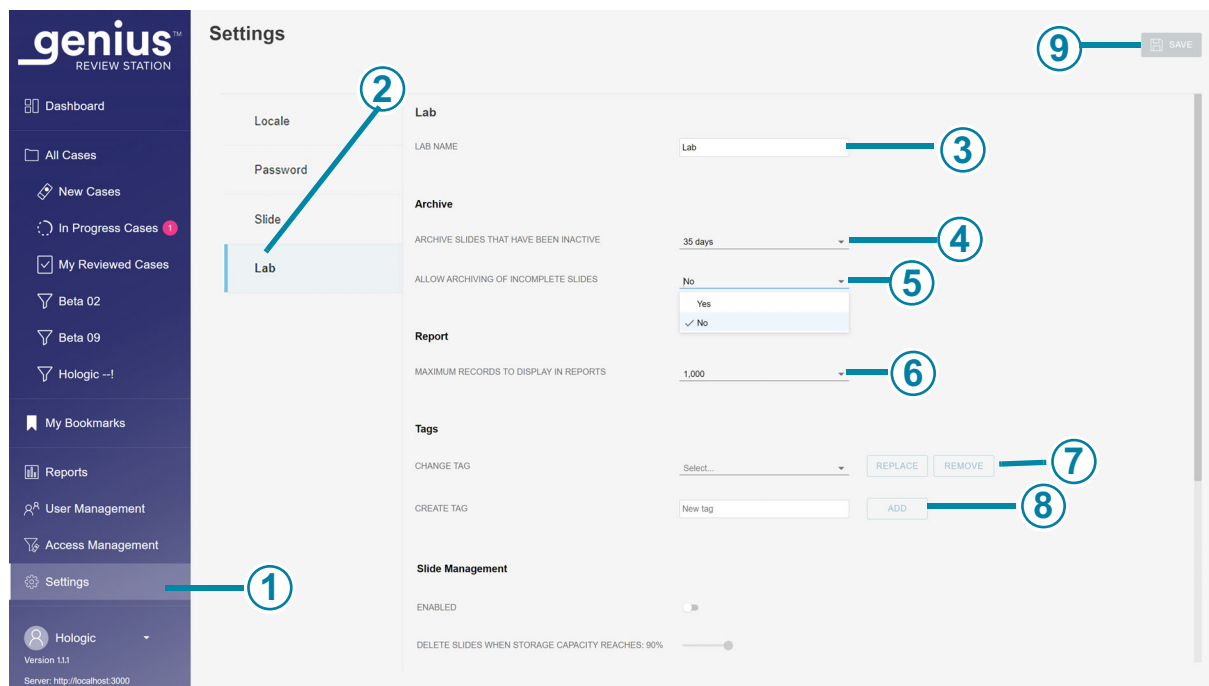 genius™
REVIEW STATION
Dashboard
All Cases
New Cases
In Progress Cases 1
My Reviewed Cases
Beta 02
Beta 09
Hologic --!
My Bookmarks
Reports
User Management
Access Management
Settings
Hologic
Version 1.1.1
Server: http://localhost:3000
1
Settings
9
SAVE
2
Locale
Password
Slide
Lab
Lab
LAB NAME
Lab
3
Archive
ARCHIVE SLIDES THAT HAVE BEEN INACTIVE
35 days
4
ALLOW ARCHIVING OF INCOMPLETE SLIDES
No
5
Yes
No
Report
MAXIMUM RECORDS TO DISPLAY IN REPORTS
1,000
6
Tags
CHANGE TAG
Select...
REPLACE
REMOVE
7
CREATE TAG
New tag
ADD
8
Slide Management
ENABLED
DELETE SLIDES WHEN STORAGE CAPACITY REACHES: 90%